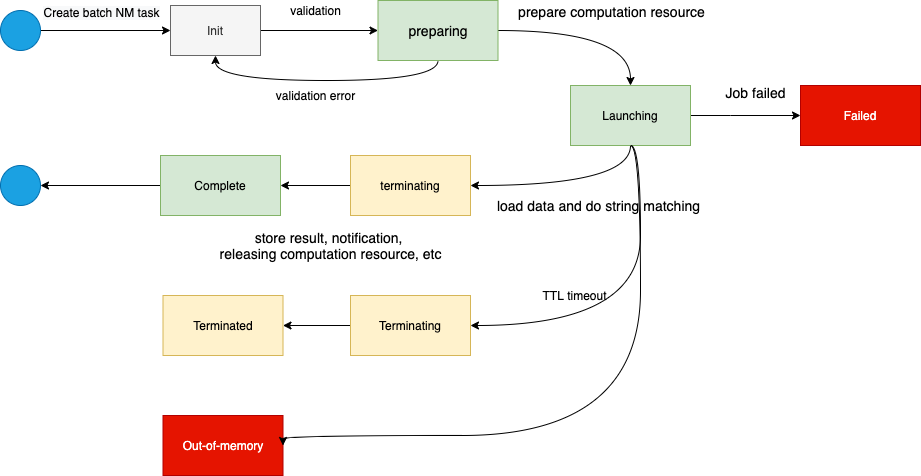 Create batch NM task
Init
validation
preparing
prepare computation resource
validation error
Launching
Job failed
Failed
Complete
terminating
load data and do string matching
store result, notification,
releasing computation resource, etc
TTL timeout
Terminated
Terminating
Out-of-memory